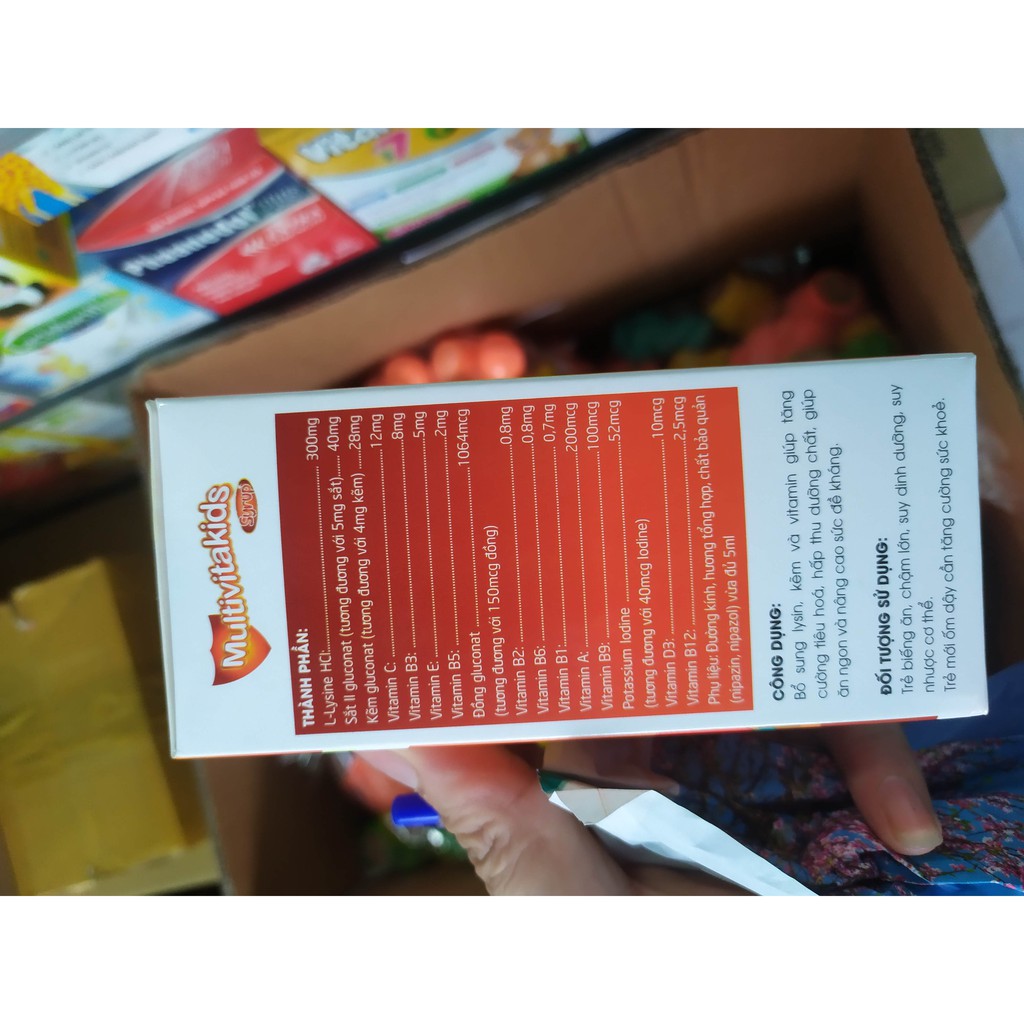 Multivitakids
Syrup
THÀNH PHẦN:
L-Lysine HCl:.......................................300mg
Sắt II gluconat (tương đương với 5mg sắt).....40mg
Kẽm gluconat (tương đương với 4mg kẽm) .....28mg
Vitamin C:.......................................12mg
Vitamin B3:.......................................8mg
Vitamin E:.......................................5mg
Vitamin B5:.......................................2mg
Đồng gluconat.......................................1064mcg
(tương đương với 150mcg đồng)
Vitamin B2:.......................................0,8mg
Vitamin B6:.......................................0,8mg
Vitamin B1:.......................................0,7mg
Vitamin A:.......................................200mcg
Vitamin B9:.......................................100mcg
Potassium Iodine .......................................52mcg
(tương đương với 40mcg Iodine)
Vitamin D3:.......................................10mcg
Vitamin B12:.......................................2,5mcg
Phụ liệu: Đường kính, hương tổng hợp, chất bảo quản
(nipazin, nipazol) vừa đủ 5ml
CÔNG DỤNG:
Bổ sung lysin, kẽm và vitamin giúp tăng
cường tiêu hoá, hấp thu dưỡng chất, giúp
ăn ngon và nâng cao sức đề kháng.
ĐỐI TƯỢNG SỬ DỤNG:
Trẻ biếng ăn, chậm lớn, suy dinh dưỡng, suy
nhược cơ thể.
Trẻ mới ốm dậy cần tăng cường sức khoẻ.